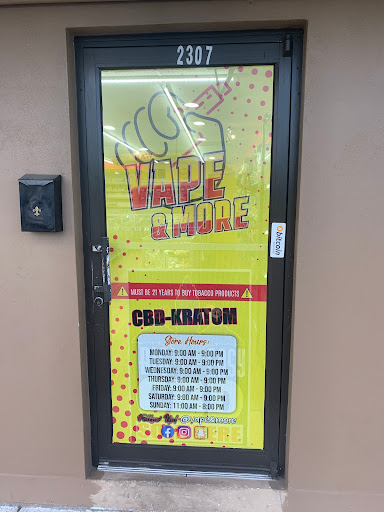 2307
VAPE
& MORE
bitcoin
MUST BE 21 YEARS TO BUY TOBACCO PRODUCTS
CBD-KRATOM
Store Hours:
MONDAY: 9:00 AM - 9:00 PM
TUESDAY: 9:00 AM - 9:00 PM
WEDNESDAY: 9:00 AM - 9:00 PM
THURSDAY: 9:00 AM - 9:00 PM
FRIDAY: 9:00 AM - 9:00 PM
SATURDAY: 9:00 AM - 9:00 PM
SUNDAY: 11:00 AM - 8:00 PM